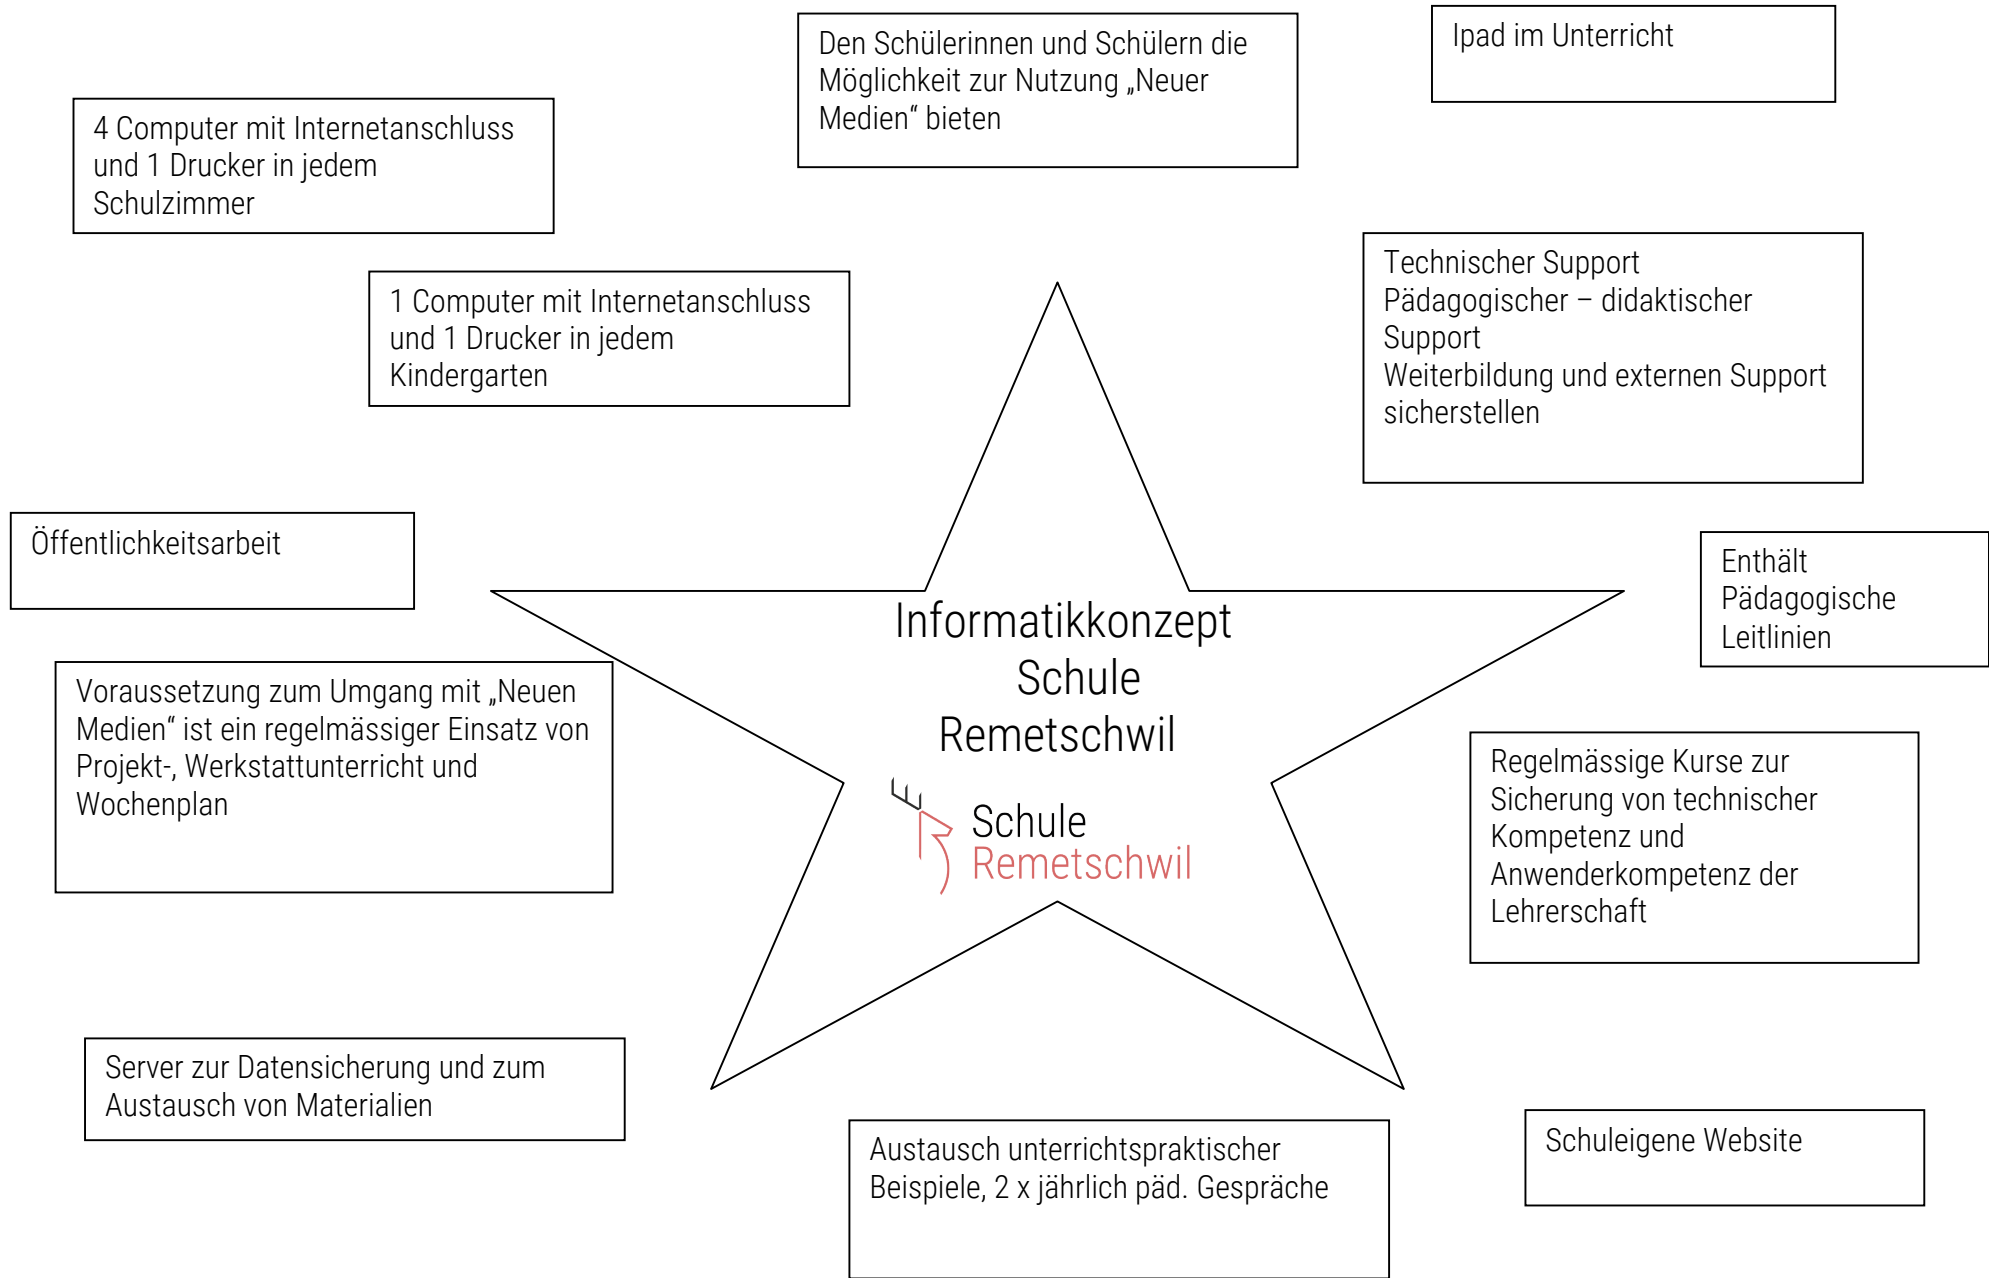 Den Schülerinnen und Schülern die
Möglichkeit zur Nutzung „Neuer
Medien“ bieten
Ipad im Unterricht
4 Computer mit Internetanschluss
und 1 Drucker in jedem
Schulzimmer
1 Computer mit Internetanschluss
und 1 Drucker in jedem
Kindergarten
Technischer Support
Pädagogischer – didaktischer
Support
Weiterbildung und externen Support
sicherstellen
Öffentlichkeitsarbeit
Enthält
Pädagogische
Leitlinien
Informatikkonzept
Schule
Remetschwil
Schule
Remetschwil
Voraussetzung zum Umgang mit „Neuen
Medien“ ist ein regelmässiger Einsatz von
Projekt-, Werkstattunterricht und
Wochenplan
Regelmässige Kurse zur
Sicherung von technischer
Kompetenz und
Anwenderkompetenz der
Lehrerschaft
Server zur Datensicherung und zum
Austausch von Materialien
Austausch unterrichtspraktischer
Beispiele, 2 x jährlich päd. Gespräche
Schuleigene Website